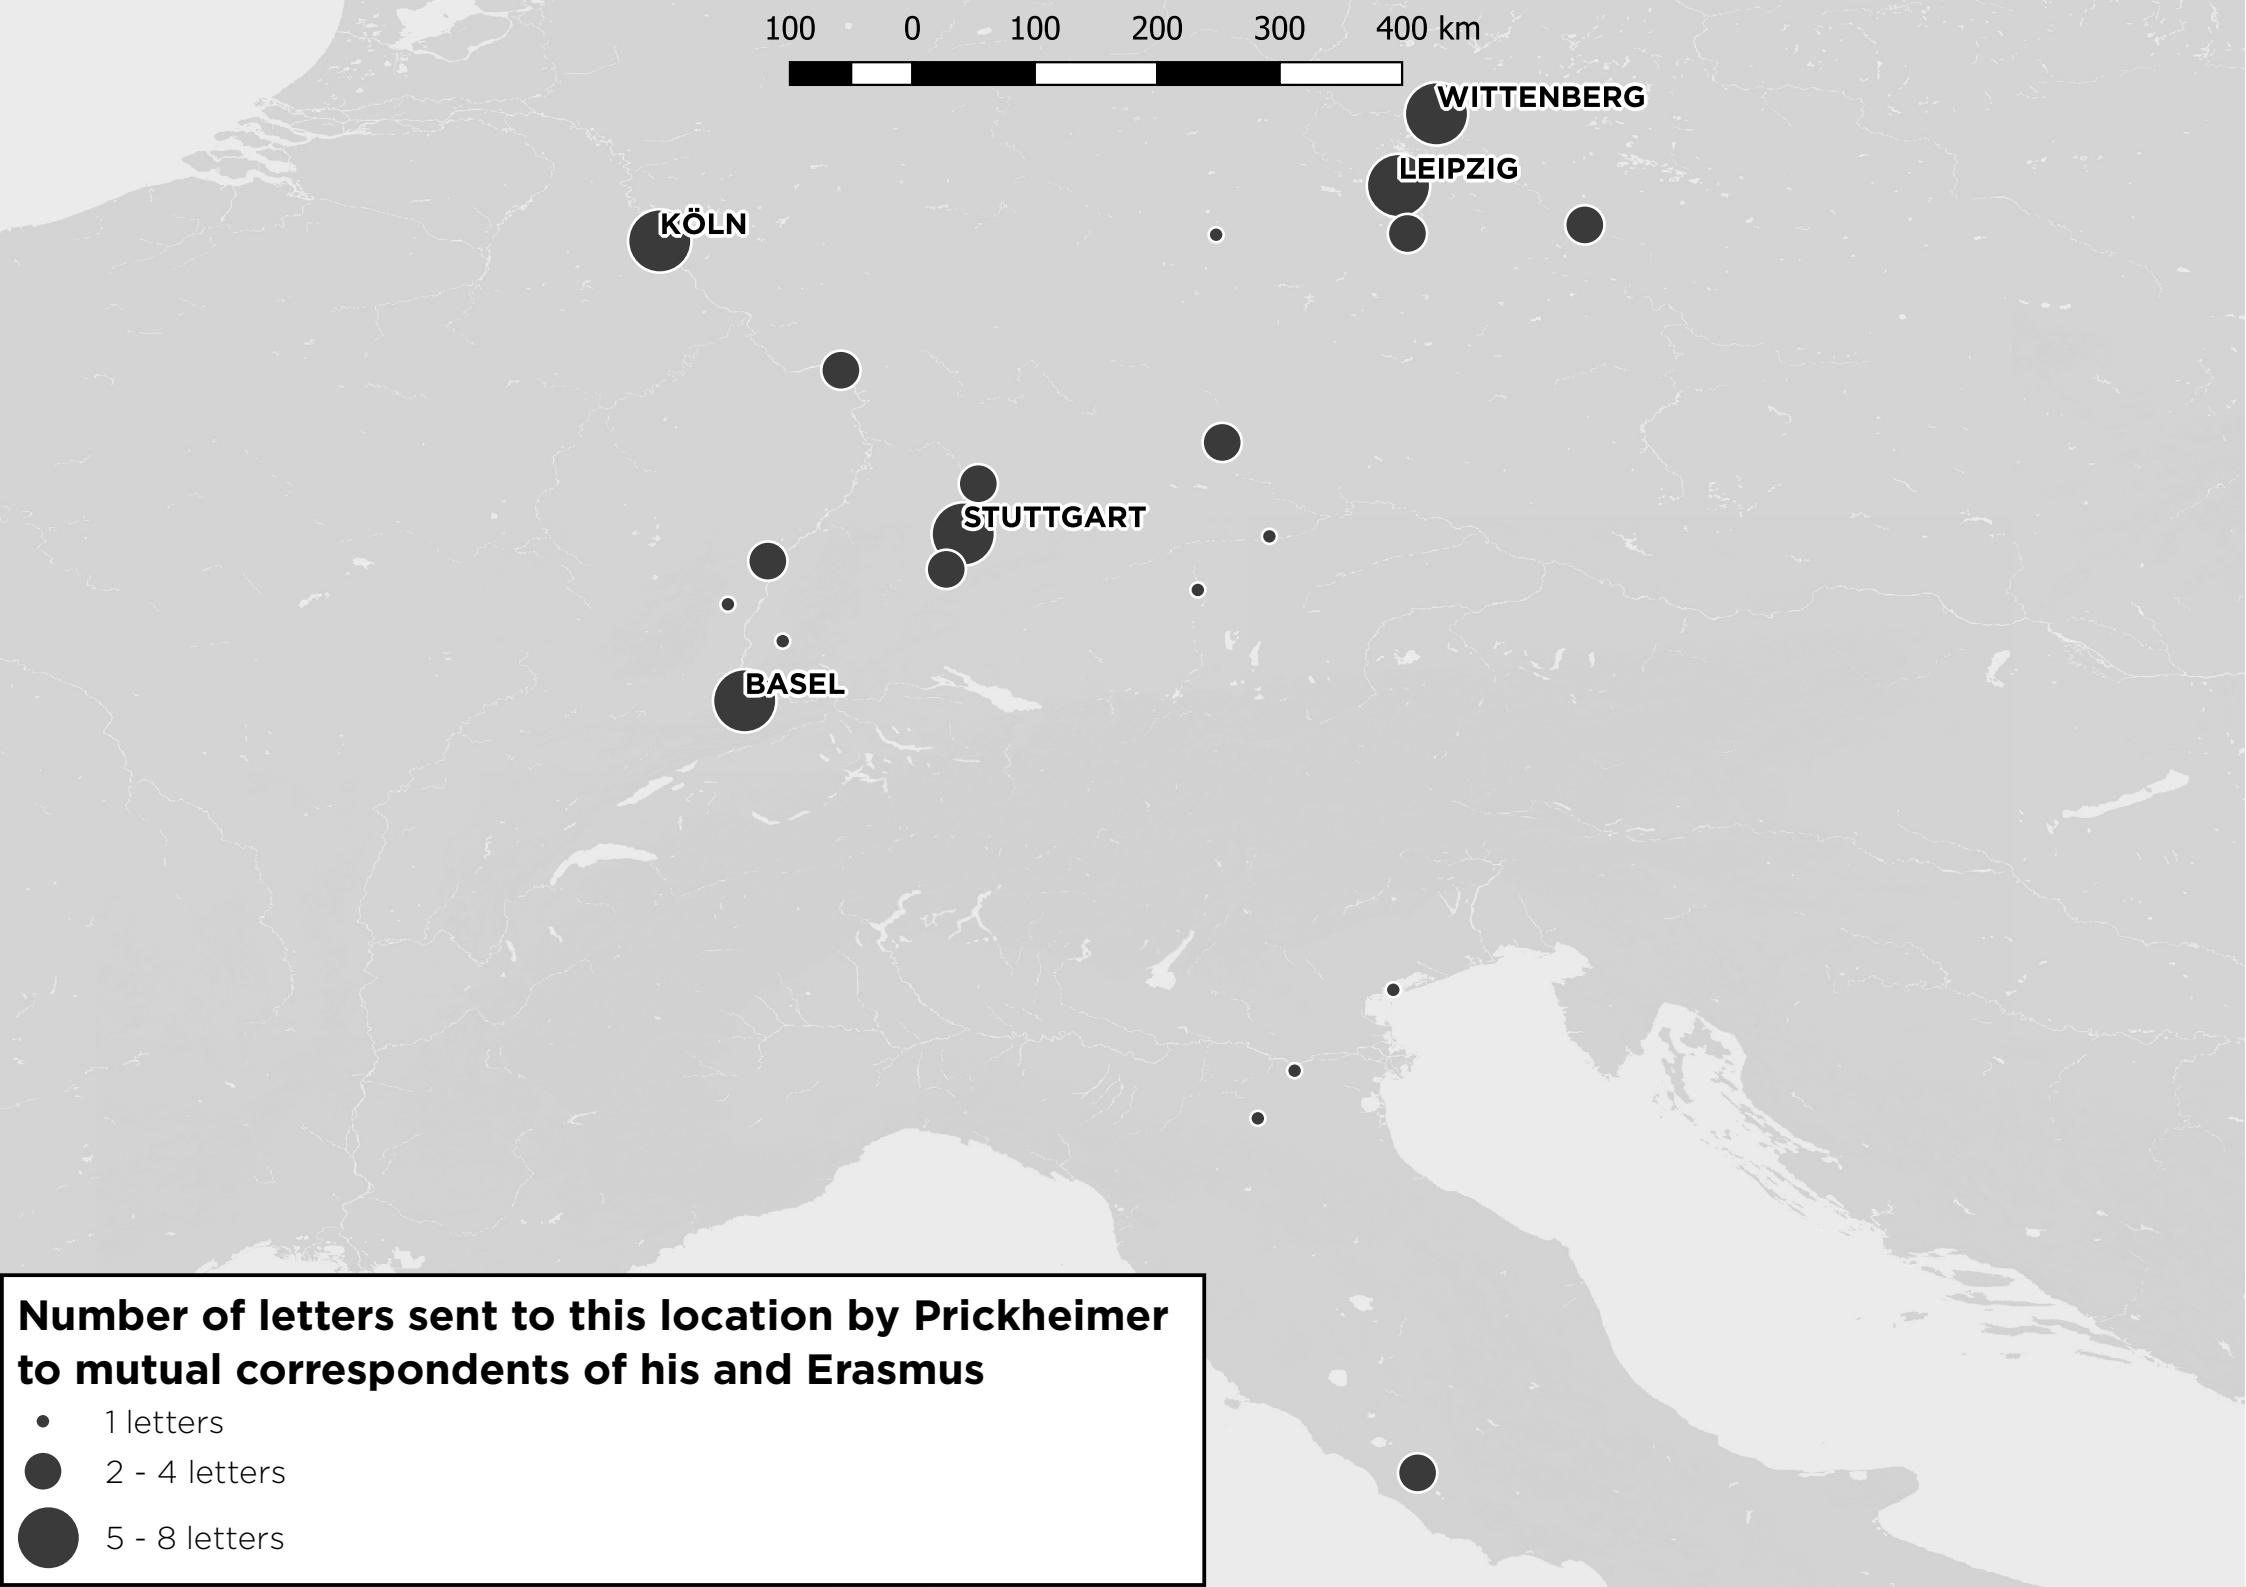 100 0 100 200 300 400 km
WITTENBERG
LEIPZIG
KÖLN
STUTTGART
BASEL
Number of letters sent to this location by Prickheimer
to mutual correspondents of his and Erasmus
1 letters
2 - 4 letters
5 - 8 letters